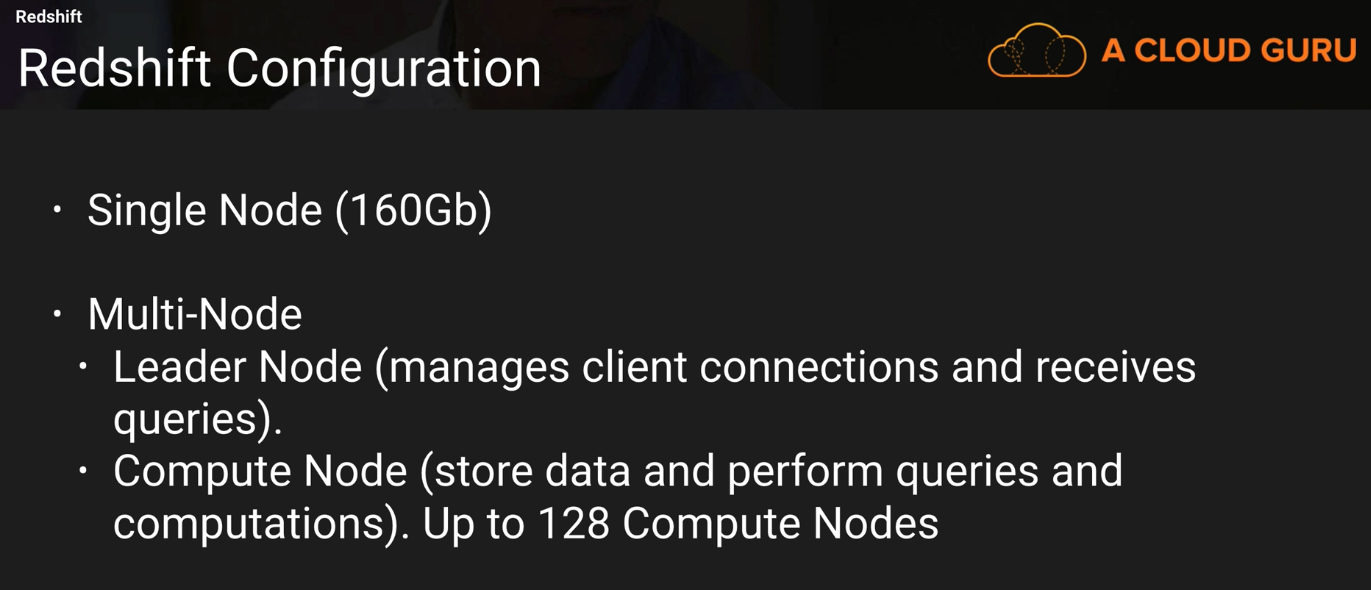 Redshift
Redshift Configuration
A CLOUD GURU
• Single Node (160Gb)
• Multi-Node
• Leader Node (manages client connections and receives
queries).
• Compute Node (store data and perform queries and
computations). Up to 128 Compute Nodes